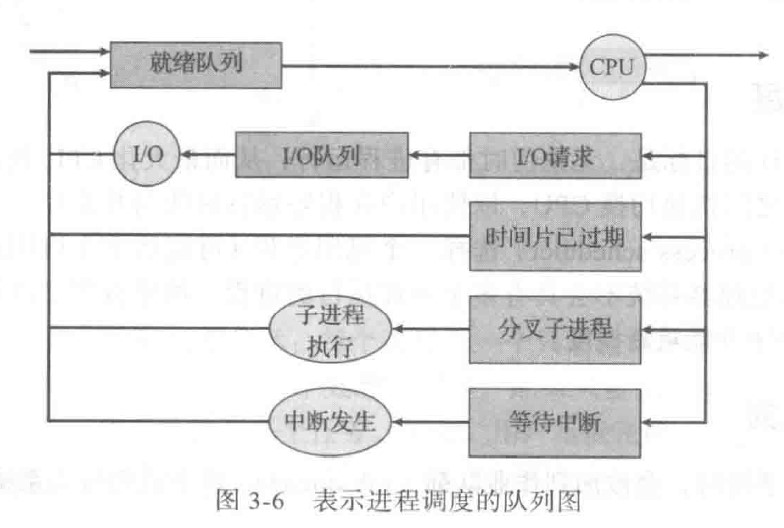 就绪队列
CPU
I/O
I/O队列
I/O请求
时间片已过期
子进程
执行
分叉子进程
中断发生
等待中断
图 3-6 表示进程调度的队列图